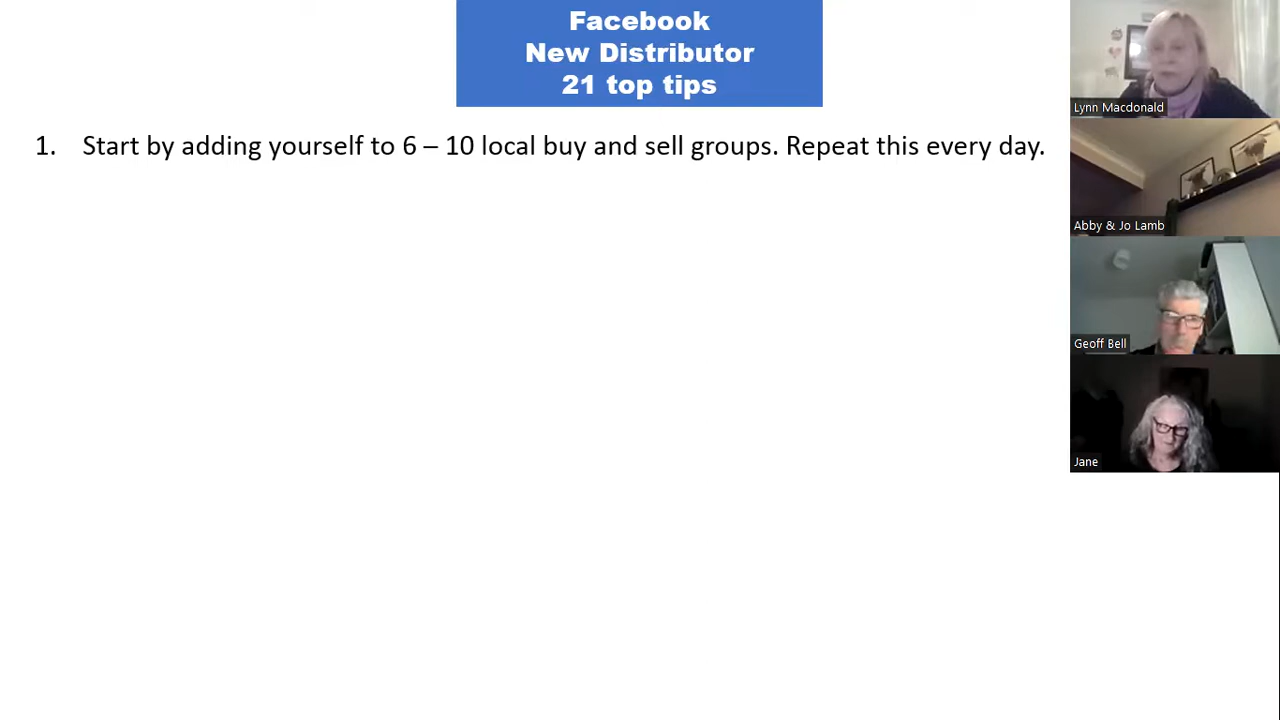 Facebook
New Distributor
21 top tips
1. Start by adding yourself to 6 – 10 local buy and sell groups. Repeat this every day.
Lynn Macdonald
Abby & Jo Lamb
Geoff Bell
Jane